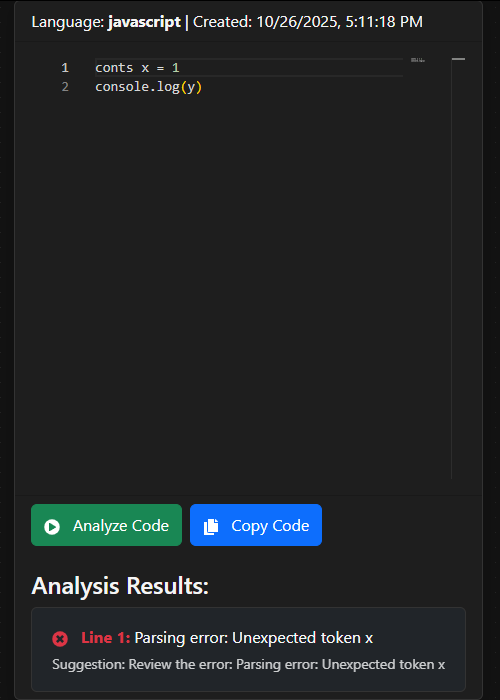 Language: javascript | Created: 10/26/2025, 5:11:18 PM
1 conts x = 1
2 console.log(y)
Analyze Code Copy Code
Analysis Results:
Line 1: Parsing error: Unexpected token x
Suggestion: Review the error: Parsing error: Unexpected token x